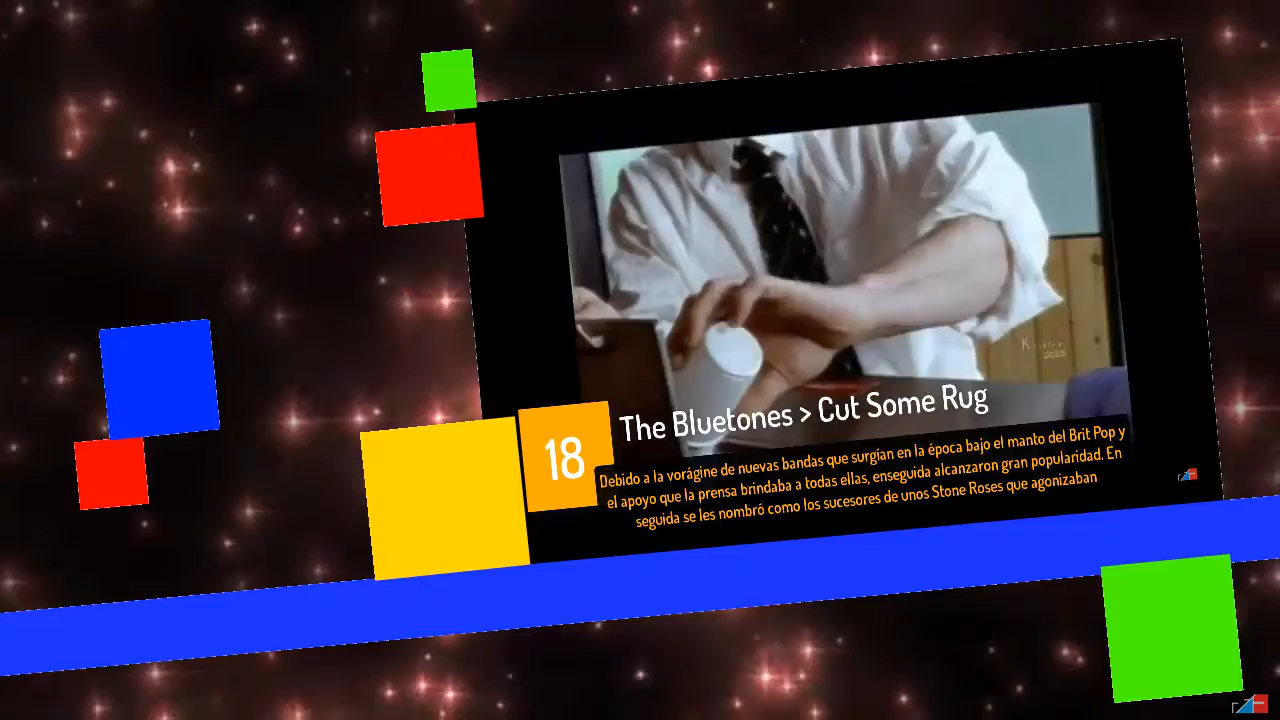 The Bluetones > Cut Some Rug
18
Debido a la vorágine de nuevas bandas que surgían en la época bajo el manto del Brit Pop y
el apoyo que la prensa brindaba a todas ellas, enseguida alcanzaron gran popularidad. En
seguida se les nombró como los sucesores de unos Stone Roses que agonizaban